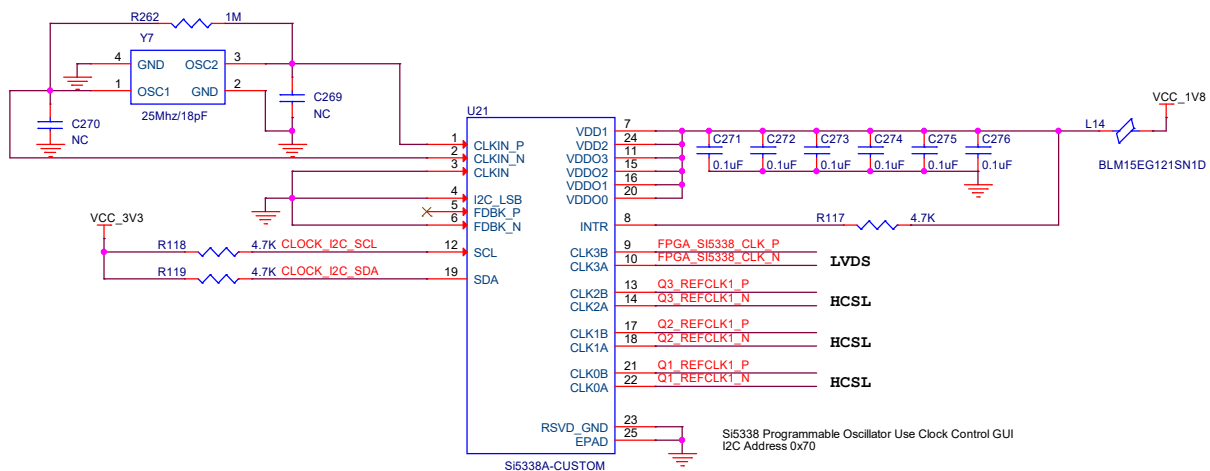 R262 1M
Y7
4 GND OSC2 3
1 OSC1 GND 2
25Mhz/18pF
C269
NC
C270
NC
VCC_3V3
R118 4.7K CLOCK_I2C_SCL
R119 4.7K CLOCK_I2C_SDA
U21
1 CLKIN_P
2 CLKIN_N
3 CLKIN
4 I2C_LSB
5 FDBK_P
6 FDBK_N
12 SCL
19 SDA
VDD1 7
VDD2 24
VDDO3 11
VDDO2 15
VDDO1 16
VDDO0 20
INTR 8
CLK3B 9 FPGA_SI5338_CLK_P
CLK3A 10 FPGA_SI5338_CLK_N
LVDS
CLK2B 13 Q3_REFCLK1_P
CLK2A 14 Q3_REFCLK1_N
HCSL
CLK1B 17 Q2_REFCLK1_P
CLK1A 18 Q2_REFCLK1_N
HCSL
CLK0B 21 Q1_REFCLK1_P
CLK0A 22 Q1_REFCLK1_N
HCSL
RSVD_GND 23
EPAD 25
Si5338A-CUSTOM
C271 C272 C273 C274 C275 C276
0.1uF 0.1uF 0.1uF 0.1uF 0.1uF 0.1uF
R117 4.7K
VCC_1V8
L14
BLM15EG121SN1D
Si5338 Programmable Oscillator Use Clock Control GUI
I2C Address 0x70